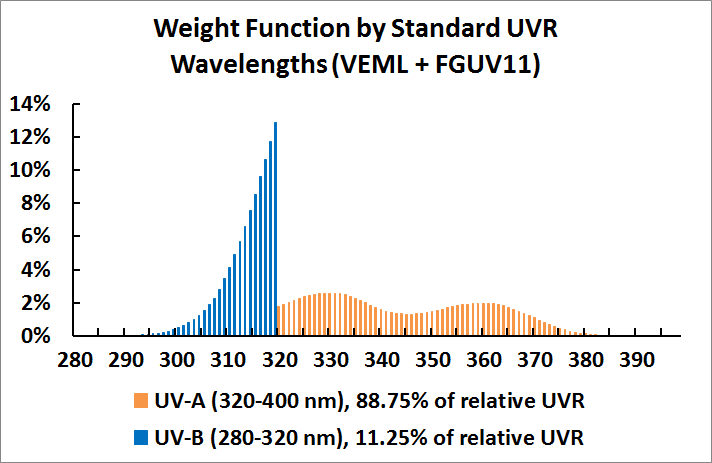 Weight Function by Standard UVR
Wavelengths (VEML + FGUV11)
14%
12%
10%
8%
6%
4%
2%
0%
280 290 300 310 320 330 340 350 360 370 380 390
UV-A (320-400 nm), 88.75% of relative UVR
UV-B (280-320 nm), 11.25% of relative UVR